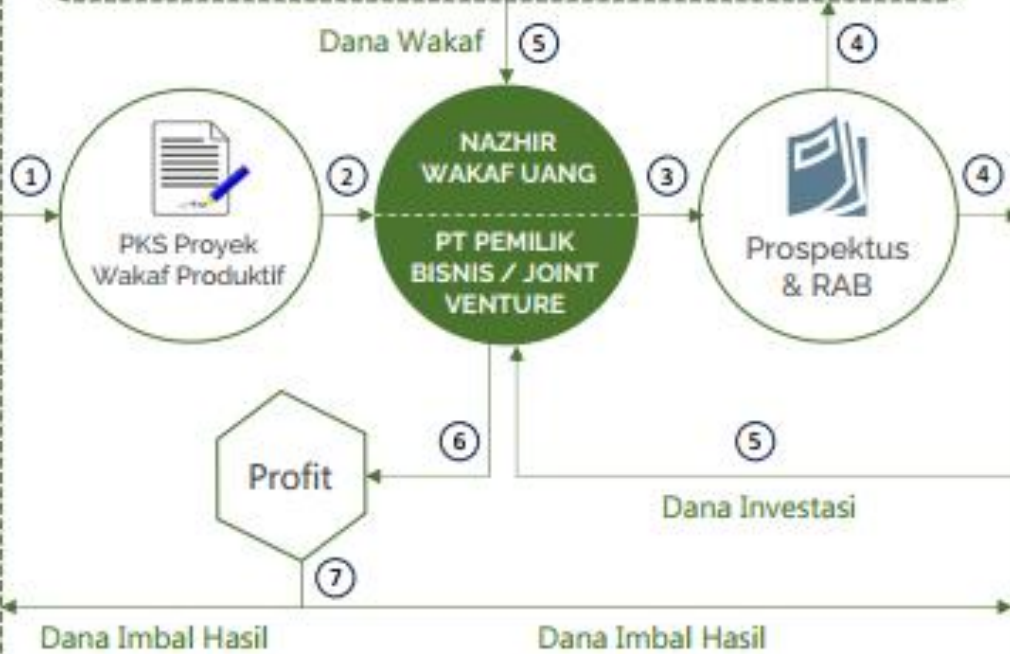 Dana Wakaf
5
4
1
PKS Proyek
Wakaf Produktif
2
NAZHIR
WAKAF UANG
PT PEMILIK
BISNIS / JOINT
VENTURE
3
Prospektus
& RAB
4
6
Profit
5
Dana Investasi
7
Dana Imbal Hasil
Dana Imbal Hasil